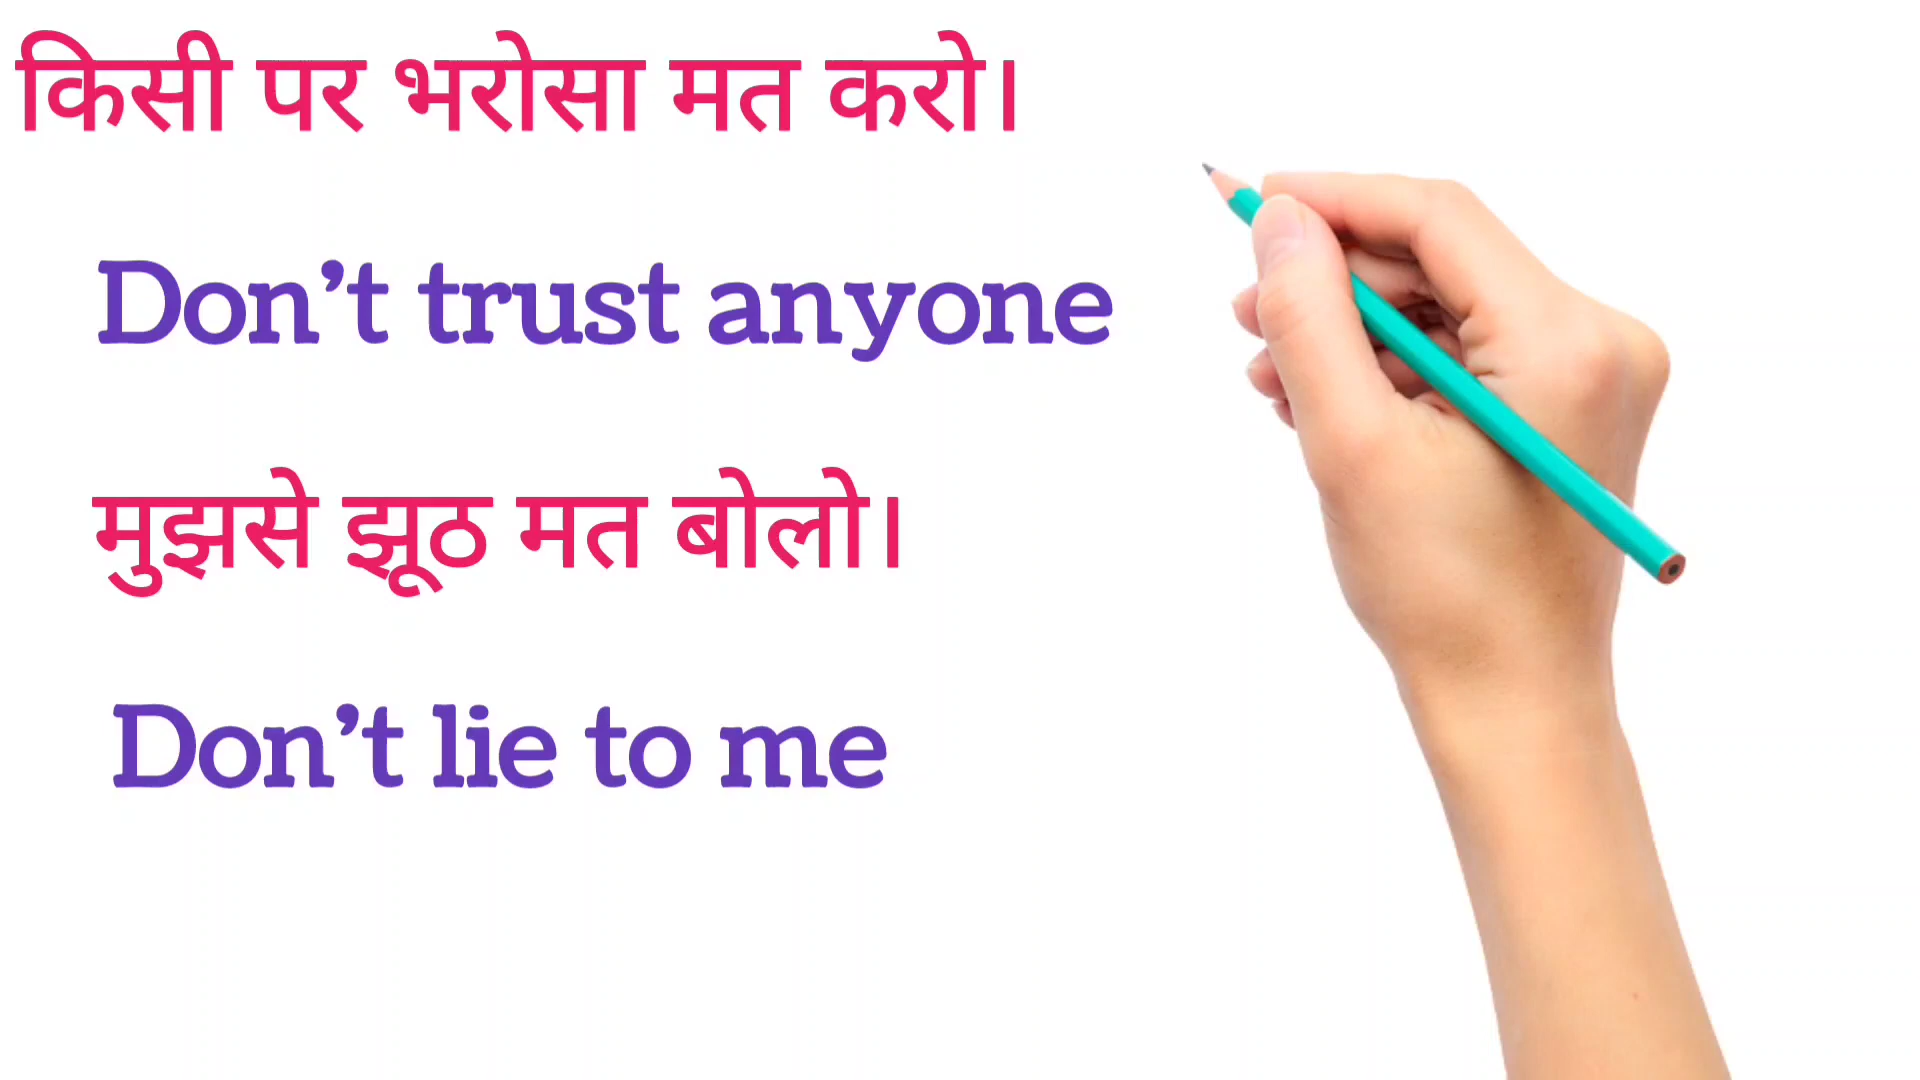 किसी पर भरोसा मत करो।
Don’t trust anyone
मुझसे झूठ मत बोलो।
Don’t lie to me